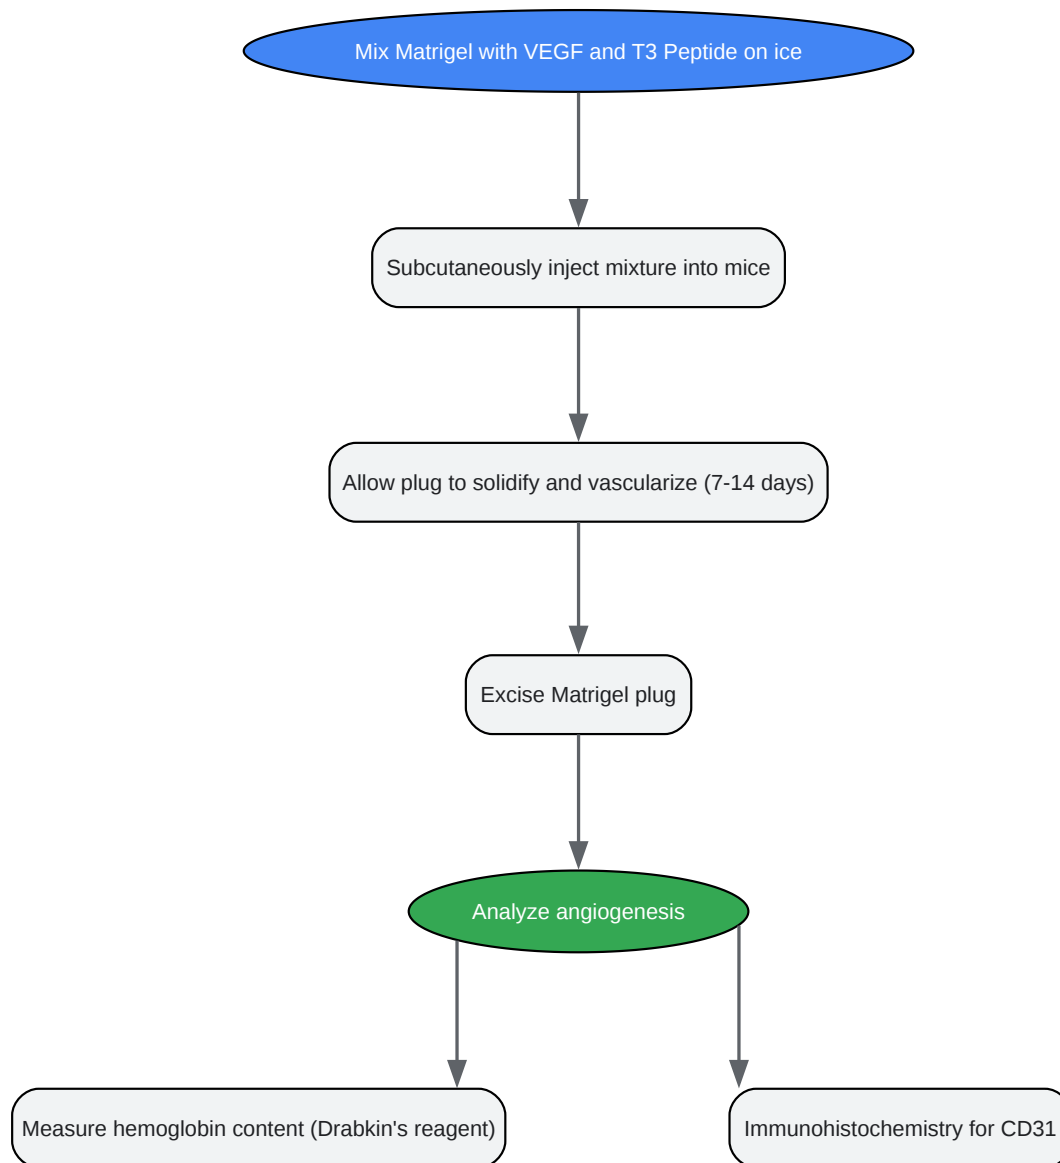 Mix Matrigel with VEGF and T3 Peptide on ice
Subcutaneously inject mixture into mice
Allow plug to solidify and vascularize (7-14 days)
Excise Matrigel plug
Analyze angiogenesis
Measure hemoglobin content (Drabkin's reagent)
Immunohistochemistry for CD31